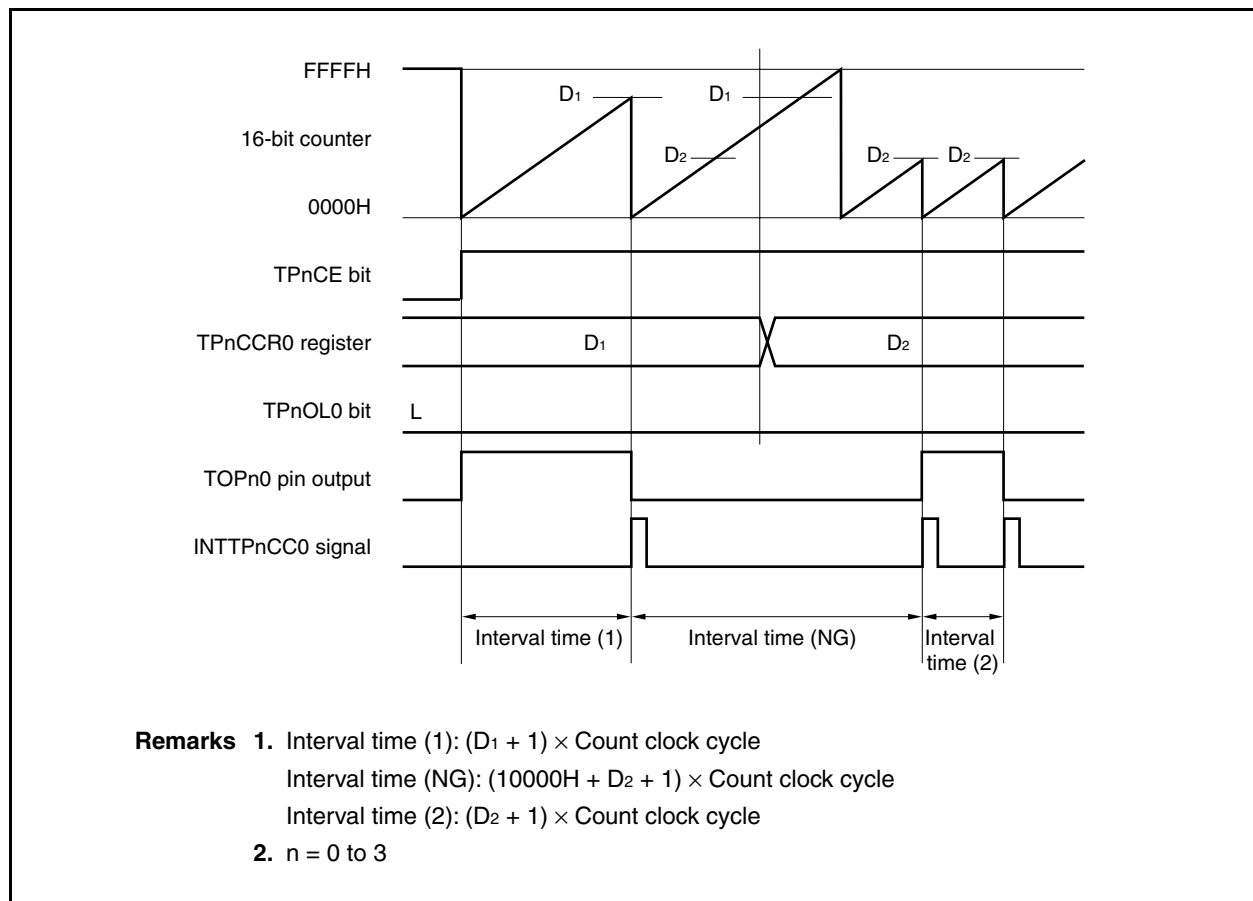 FFFFH
D1
D1
16-bit counter
D2
D2
D2
0000H
TPnCE bit
TPnCCR0 register
D1
D2
TPnOL0 bit
L
TOPn0 pin output
INTTPnCC0 signal
Interval time (1)
Interval time (NG)
Interval
time (2)
Remarks 1. Interval time (1): (D1 + 1) × Count clock cycle
Interval time (NG): (10000H + D2 + 1) × Count clock cycle
Interval time (2): (D2 + 1) × Count clock cycle
2. n = 0 to 3